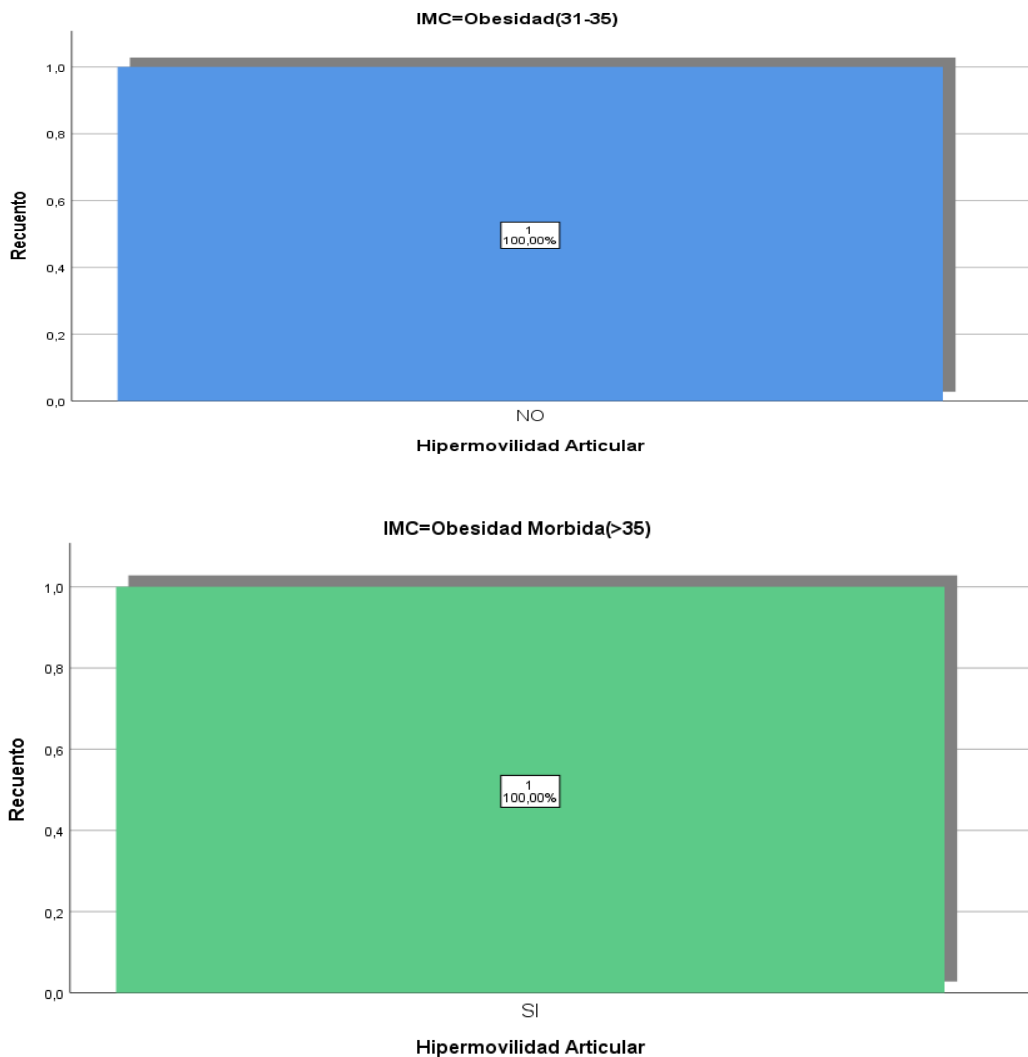 IMC=Obesidad(31-35)
Recuento
1,0
0,8
0,6
0,4
0,2
0,0
1
100,00%
NO
Hipermovilidad Articular
IMC=Obesidad Morbida(>35)
Recuento
1,0
0,8
0,6
0,4
0,2
0,0
1
100,00%
SI
Hipermovilidad Articular